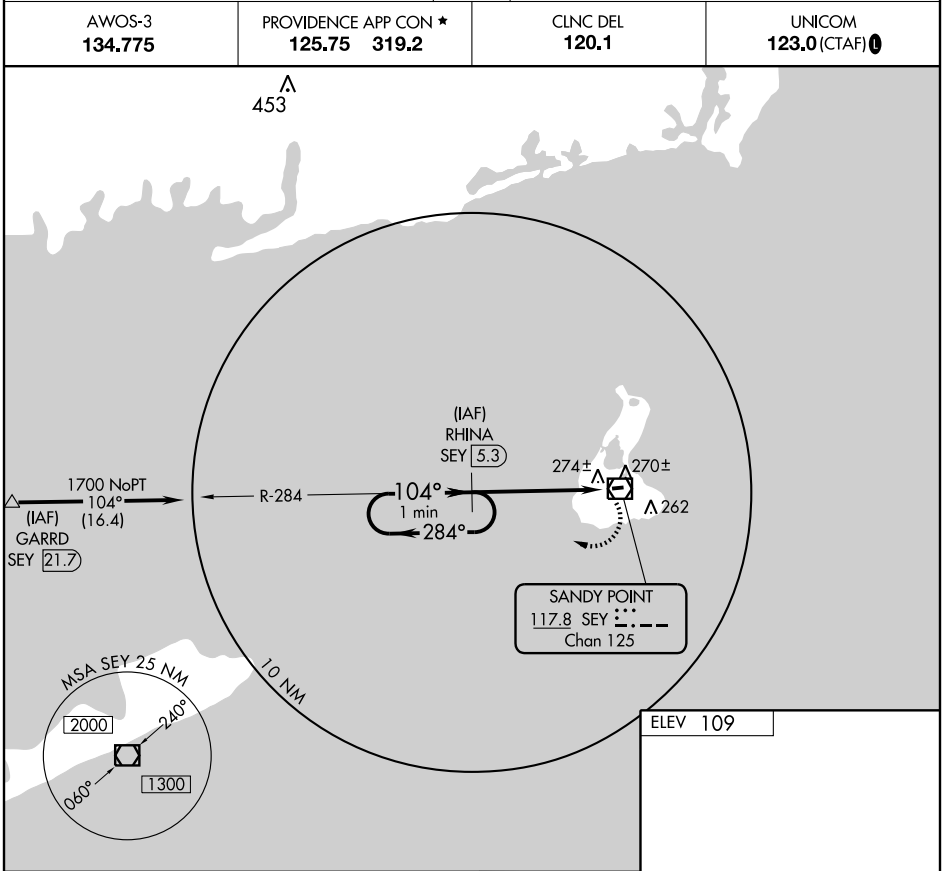 AWOS-3
134.775
PROVIDENCE APP CON ★
125.75 319.2
CLNC DEL
120.1
UNICOM
123.0 (CTAF) L
453
(IAF)
RHINA
SEY 5.3
274±
270±
262
1700 NoPT
104°
(16.4)
(IAF)
GARRD
SEY 21.7
R-284
104°
1 min
284°
SANDY POINT
117.8 SEY
Chan 125
10 NM
MSA SEY 25 NM
2000
240°
060°
1300
ELEV 109